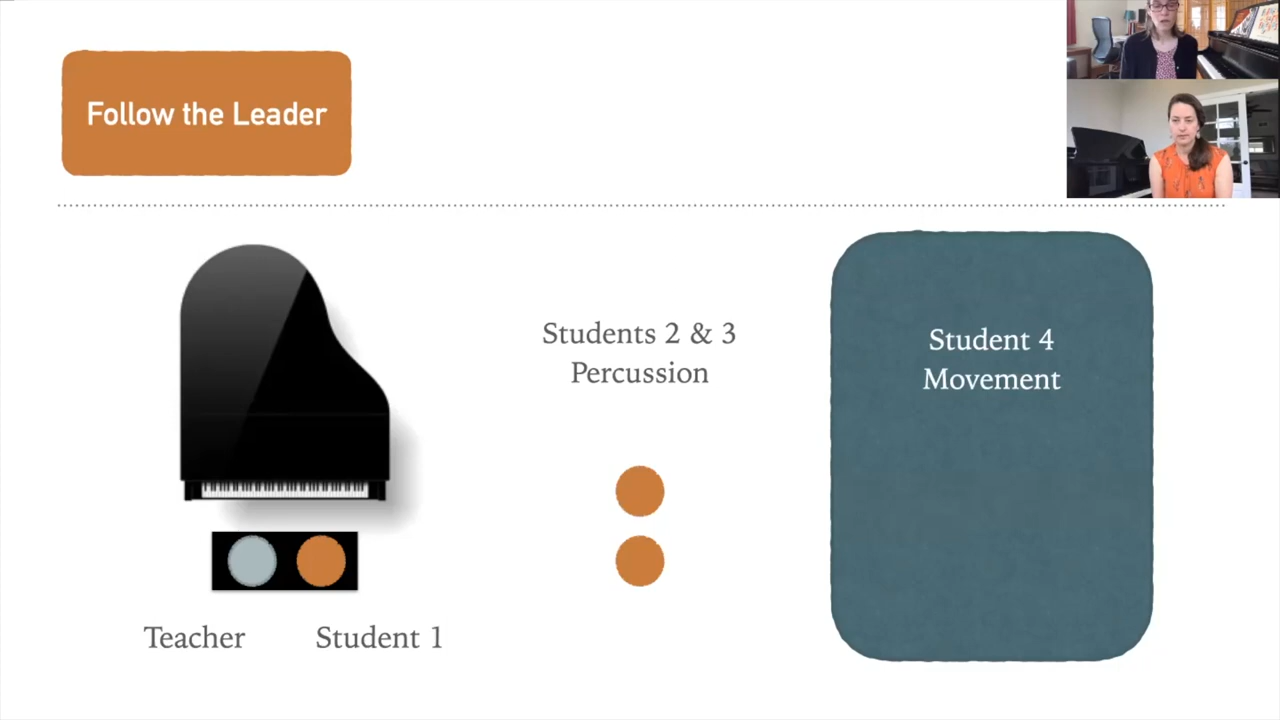 Follow the Leader
Students 2 & 3
Percussion
Student 4
Movement
Teacher
Student 1